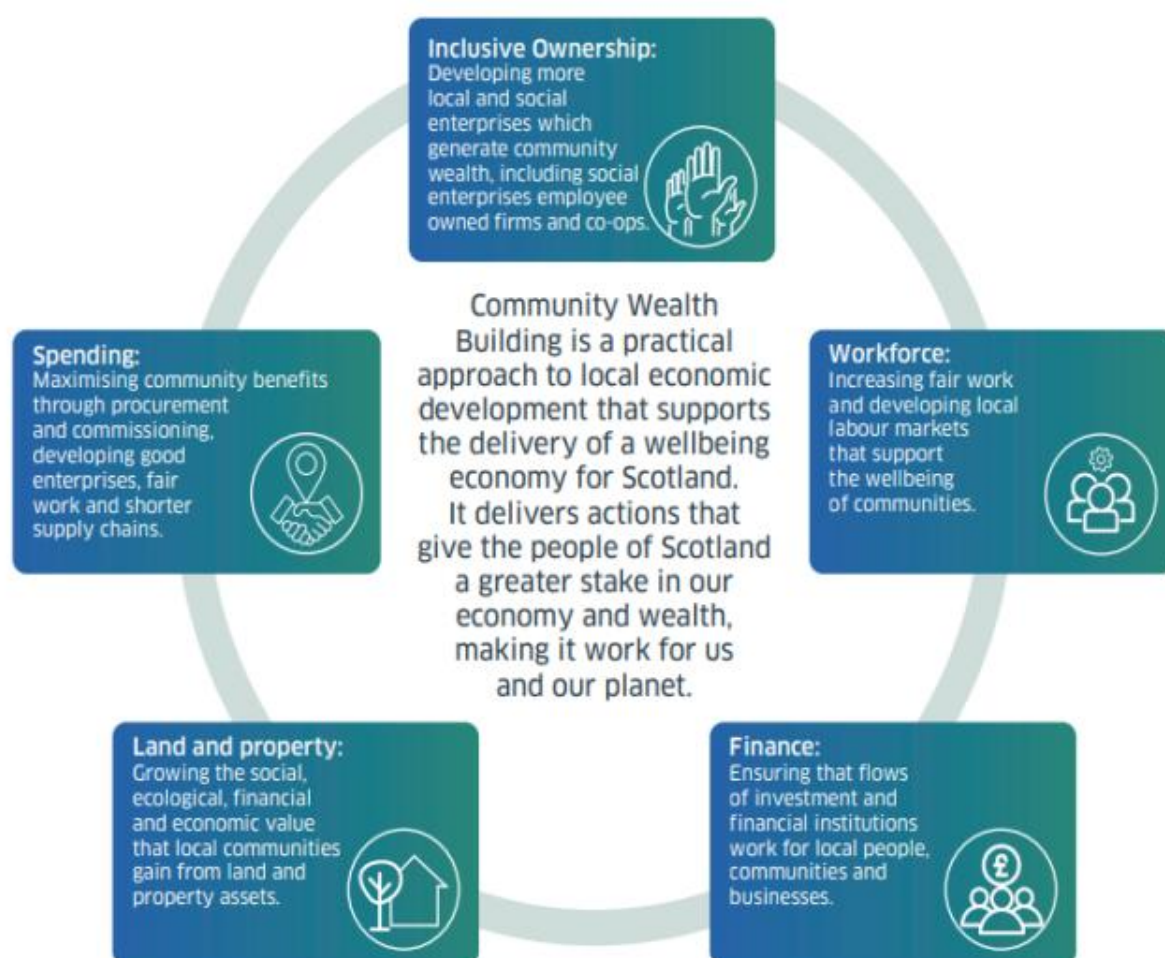 Inclusive Ownership:
Developing more
local and social
enterprises which
generate community
wealth, including social
enterprises employee
owned firms and co-ops.
Community Wealth
Building is a practical
approach to local economic
development that supports
the delivery of a wellbeing
economy for Scotland.
It delivers actions that
give the people of Scotland
a greater stake in our
economy and wealth,
making it work for us
and our planet.
Spending:
Maximising community benefits
through procurement
and commissioning,
developing good
enterprises, fair
work and shorter
supply chains.
Workforce:
Increasing fair work
and developing local
labour markets
that support
the wellbeing
of communities.
Land and property:
Growing the social,
ecological, financial
and economic value
that local communities
gain from land and
property assets.
Finance:
Ensuring that flows
of investment and
financial institutions
work for local people,
communities and
businesses.
£